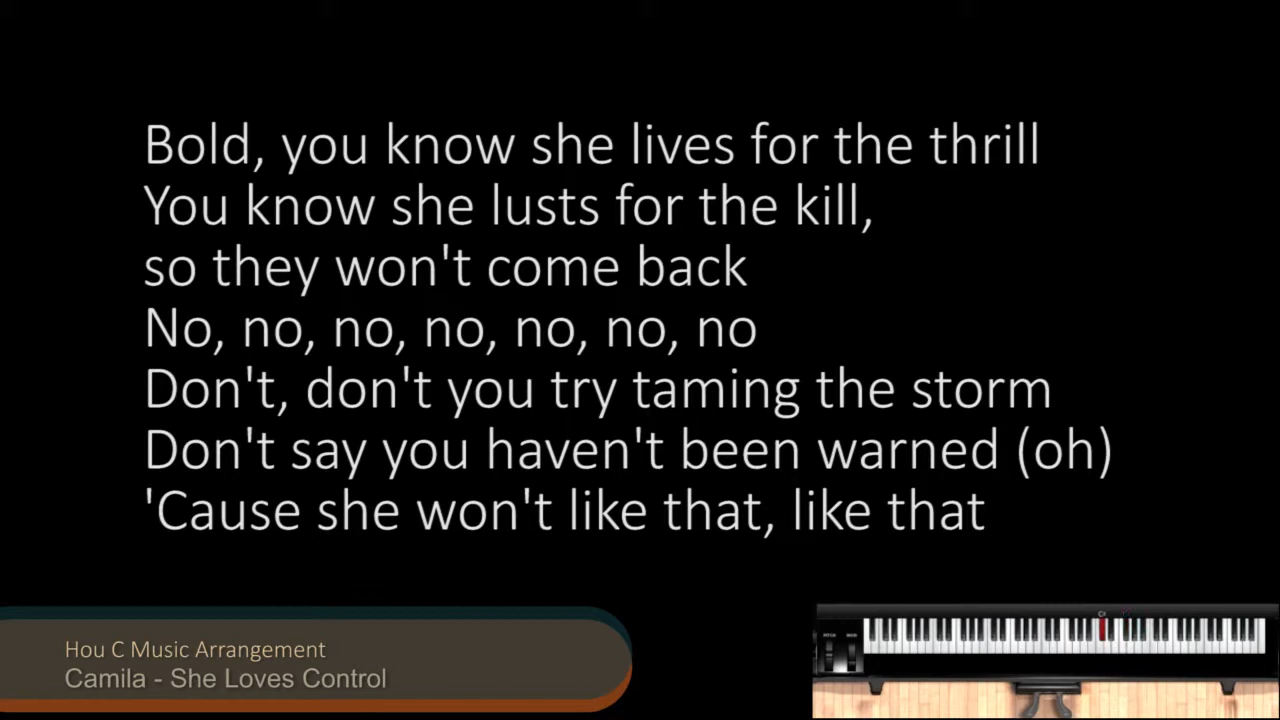 Bold, you know she lives for the thrill
You know she lusts for the kill,
so they won't come back
No, no, no, no, no, no, no
Don't, don't you try taming the storm
Don't say you haven't been warned (oh)
'Cause she won't like that, like that
Hou C Music Arrangement
Camila - She Loves Control